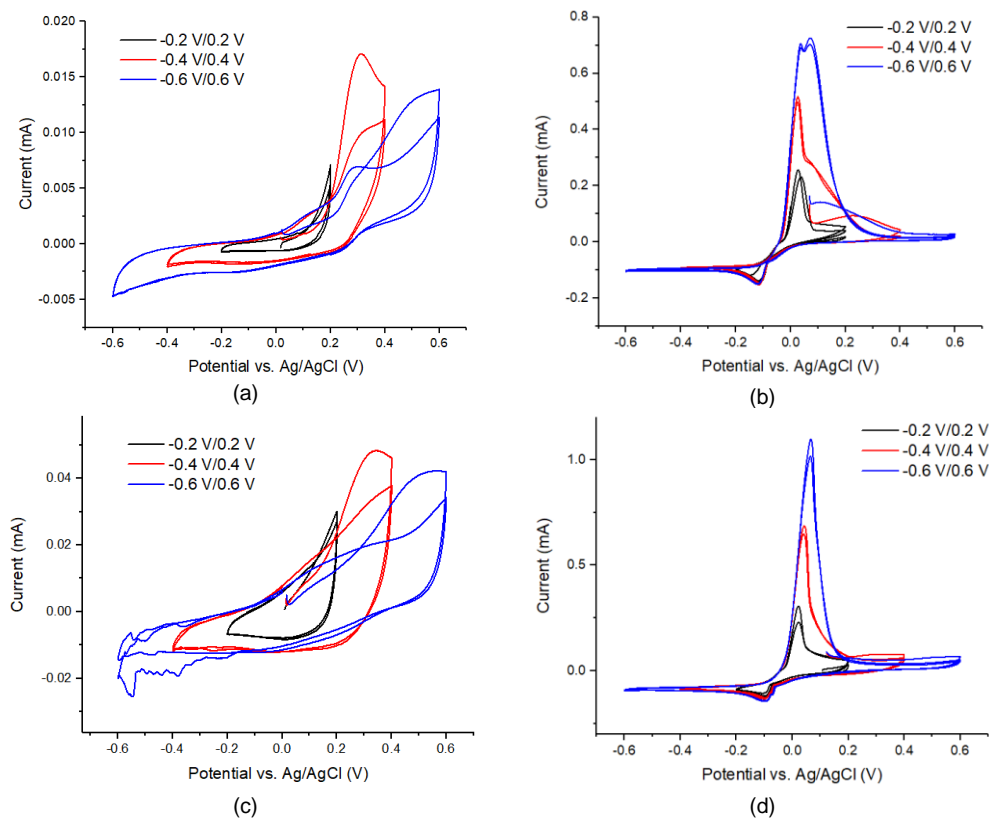 0.020
0.015
0.010
0.005
0.000
-0.005
Current (mA)
-0.2 V/0.2 V
-0.4 V/0.4 V
-0.6 V/0.6 V
-0.6 -0.4 -0.2 0.0 0.2 0.4 0.6
Potential vs. Ag/AgCl (V)
(a)
0.8
0.6
0.4
0.2
0.0
-0.2
Current (mA)
-0.2 V/0.2 V
-0.4 V/0.4 V
-0.6 V/0.6 V
-0.6 -0.4 -0.2 0.0 0.2 0.4 0.6
Potential vs. Ag/AgCl (V)
(b)
0.04
0.02
0.00
-0.02
Current (mA)
-0.2 V/0.2 V
-0.4 V/0.4 V
-0.6 V/0.6 V
-0.6 -0.4 -0.2 0.0 0.2 0.4 0.6
Potential vs. Ag/AgCl (V)
(c)
1.0
0.5
0.0
Current (mA)
-0.2 V/0.2 V
-0.4 V/0.4 V
-0.6 V/0.6 V
-0.6 -0.4 -0.2 0.0 0.2 0.4 0.6
Potential vs. Ag/AgCl (V)
(d)